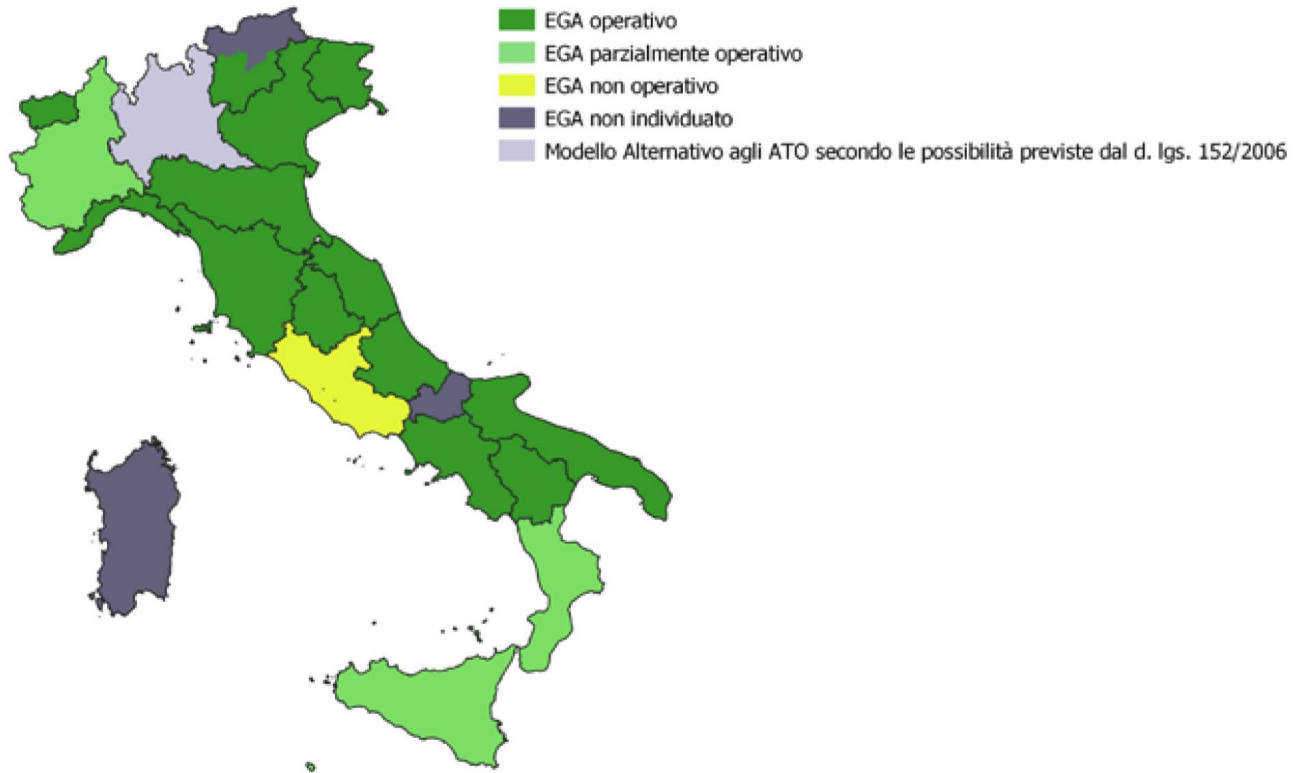 EGA operativo
EGA parzialmente operativo
EGA non operativo
EGA non individuato
Modello Alternativo agli ATO secondo le possibilità previste dal d. lgs. 152/2006